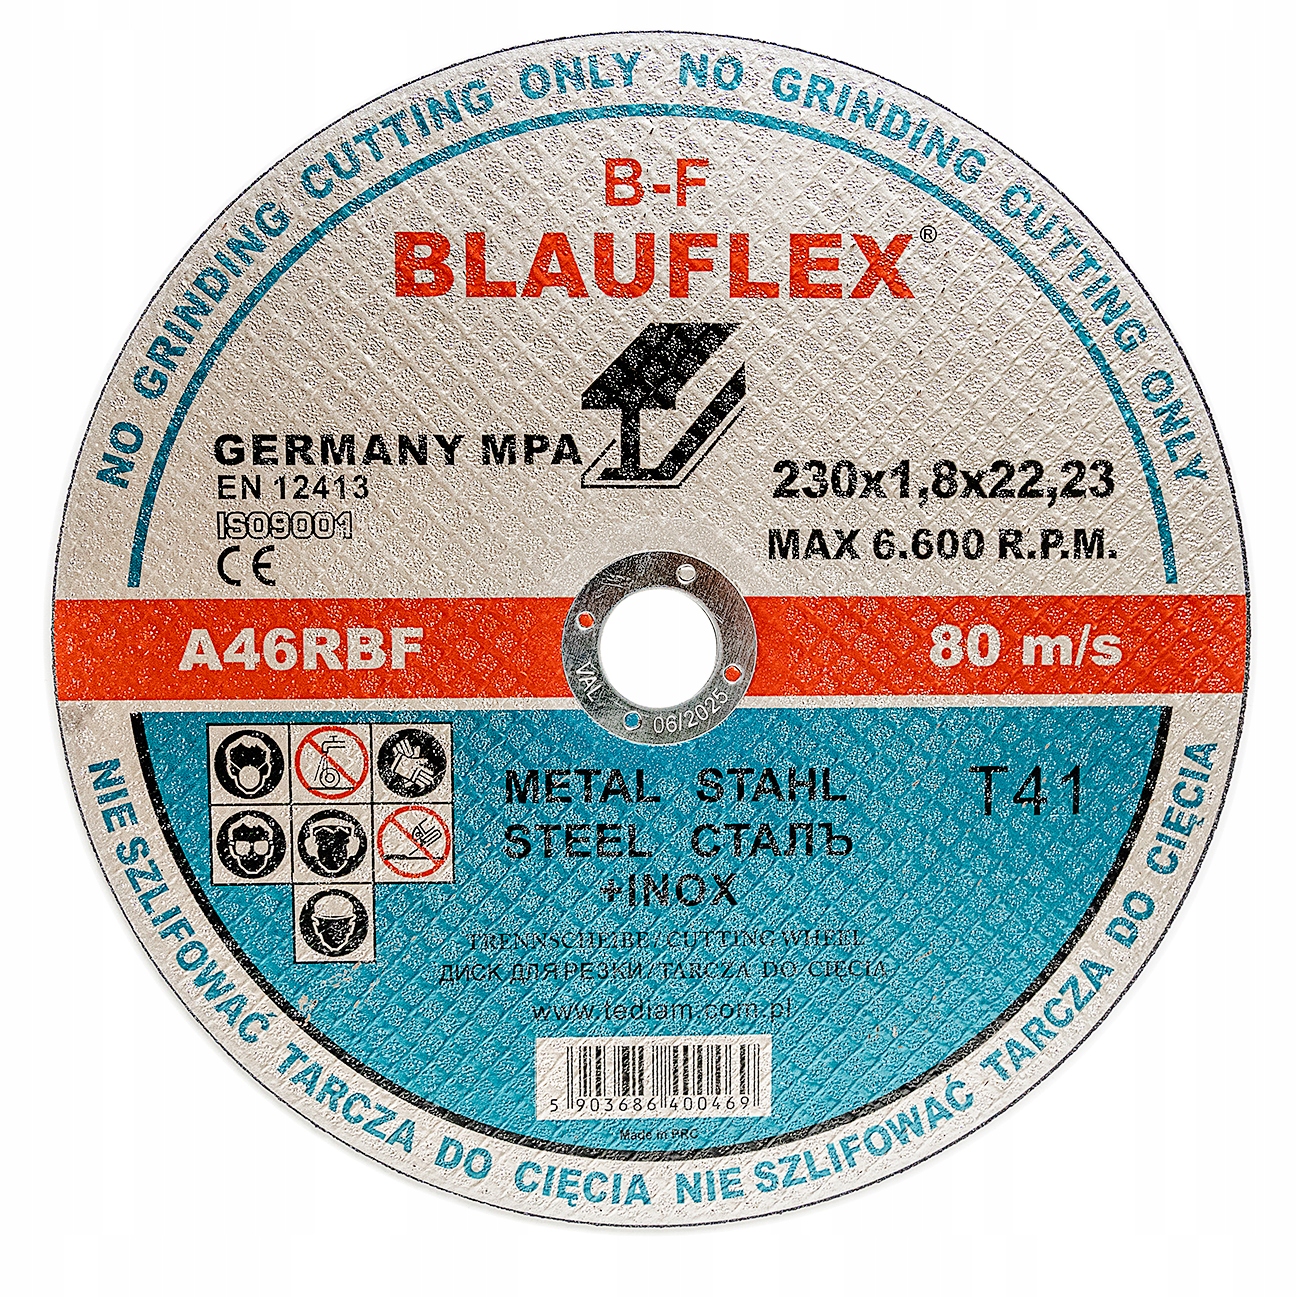 NO GRINDING CUTTING ONLY NO GRINDING CUTTING ONLY
B-F
BLAUFLEX®
GERMANY MPA
EN 12413
ISO9001
CE
230x1,8x22,23
MAX 6.600 R.P.M.
A46RBF
80 m/s
VAL 06/2025
METAL STAHL
STEEL СТАЛЪ
+INOX
T41
TRENNSCHEIBE/CUTTING WHEEL
ДИСК ДЛЯ РЕЗКИ/TARCZA DO CIĘCIA
www.tediam.com.pl
5 903686 400469
Made in PRC
NIE SZLIFOWAĆ TARCZA DO CIĘCIA NIE SZLIFOWAĆ TARCZA DO CIĘCIA